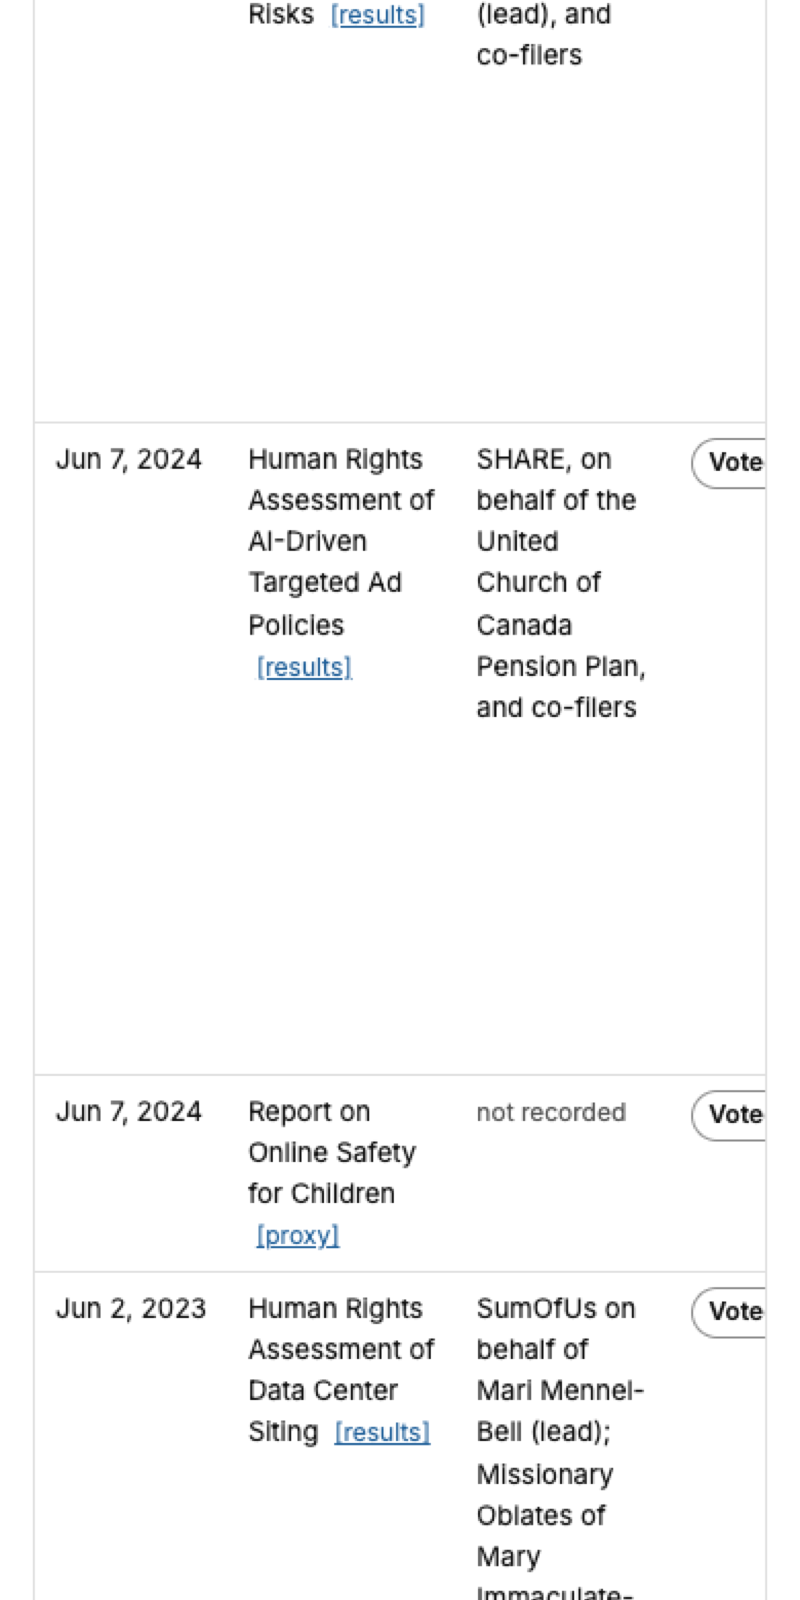 Risks [results]
(lead), and
co-filers
Jun 7, 2024
Human Rights
Assessment of
AI-Driven
Targeted Ad
Policies
[results]
SHARE, on
behalf of the
United
Church of
Canada
Pension Plan,
and co-filers
Vote
Jun 7, 2024
Report on
Online Safety
for Children
[proxy]
not recorded
Vote
Jun 2, 2023
Human Rights
Assessment of
Data Center
Siting [results]
SumOfUs on
behalf of
Mari Mennel-
Bell (lead);
Missionary
Oblates of
Mary
Immaculate-
Vote